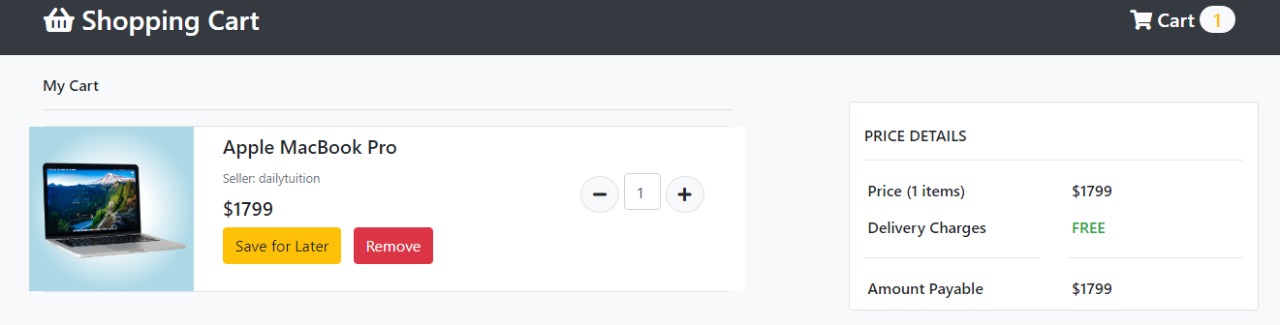 Shopping Cart
Cart 1
My Cart
Apple MacBook Pro
Seller: dailytuition
$1799
Save for Later Remove
1
PRICE DETAILS
Price (1 items) $1799
Delivery Charges FREE
Amount Payable $1799